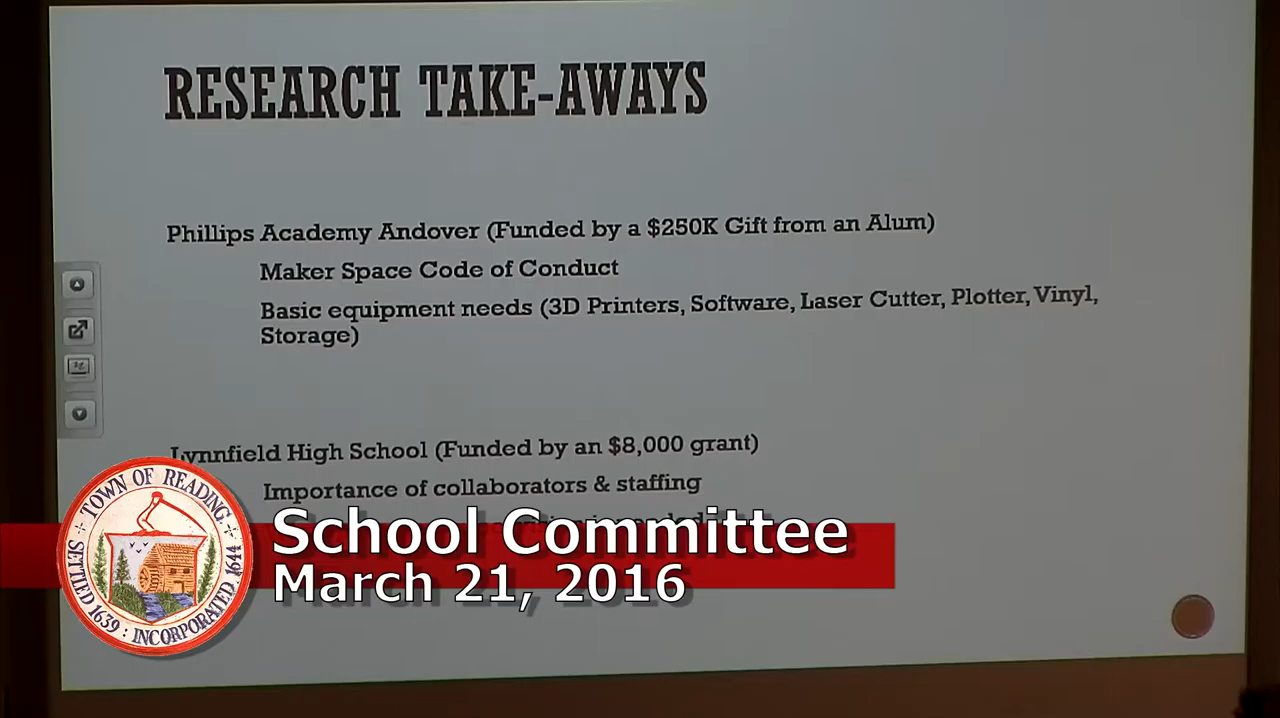 RESEARCH TAKE-AWAYS
Phillips Academy Andover (Funded by a $250K Gift from an Alum)
Maker Space Code of Conduct
Basic equipment needs (3D Printers, Software, Laser Cutter, Plotter, Vinyl,
Storage)
Lynnfield High School (Funded by an $8,000 grant)
Importance of collaborators & staffing
School Committee
March 21, 2016
TOWN OF READING
SETTLED 1639 : INCORPORATED 1644